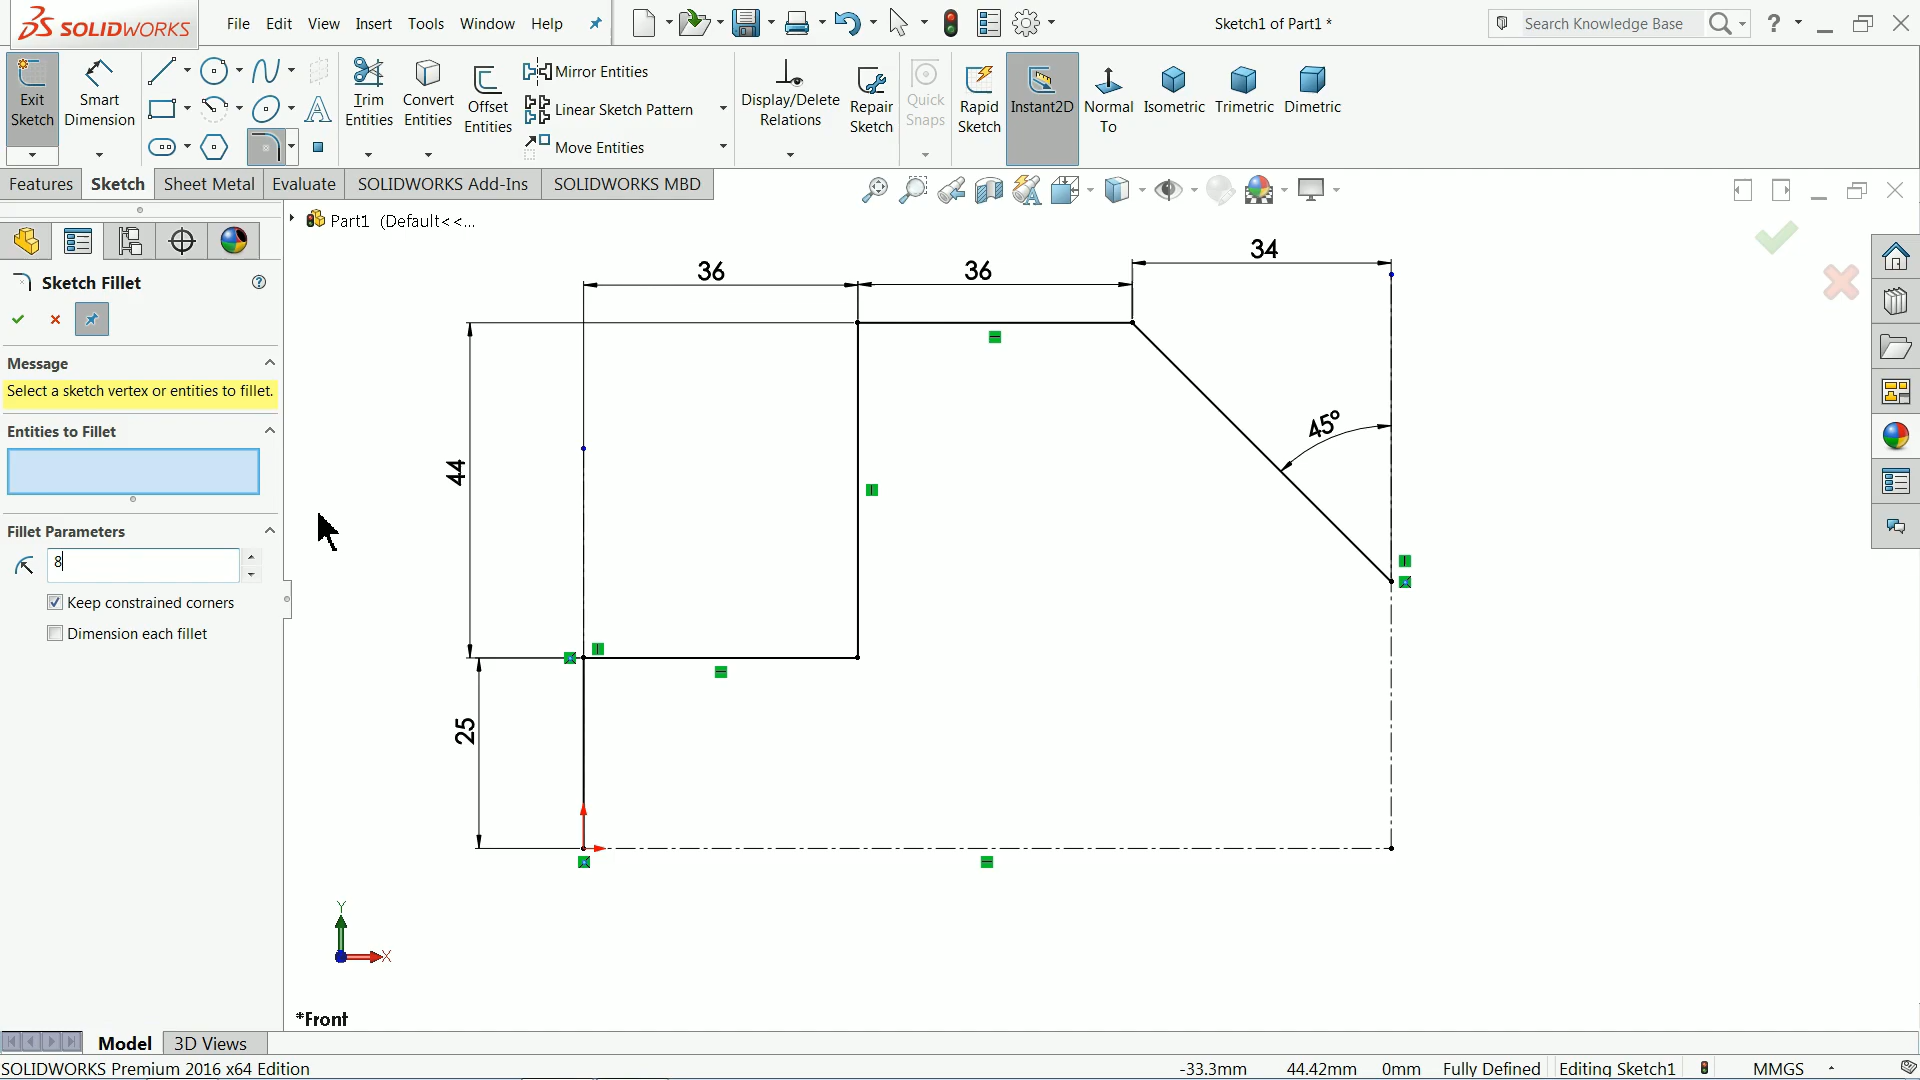 SOLIDWORKS File Edit View Insert Tools Window Help Sketch1 of Part1 * Search Knowledge Base ?
Exit Sketch
Smart Dimension
Trim Entities
Convert Entities
Offset Entities
Mirror Entities
Linear Sketch Pattern
Move Entities
Display/Delete Relations
Repair Sketch
Quick Snaps
Rapid Sketch
Instant2D
Normal To
Isometric
Trimetric
Dimetric
Features Sketch Sheet Metal Evaluate SOLIDWORKS Add-Ins SOLIDWORKS MBD
Part1 (Default<<...
Sketch Fillet
Message
Select a sketch vertex or entities to fillet.
Entities to Fillet
Fillet Parameters
8
Keep constrained corners
Dimension each fillet
36
36
34
45°
44
25
Y
X
*Front
Model 3D Views
SOLIDWORKS Premium 2016 x64 Edition -33.3mm 44.42mm 0mm Fully Defined Editing Sketch1 MMGS